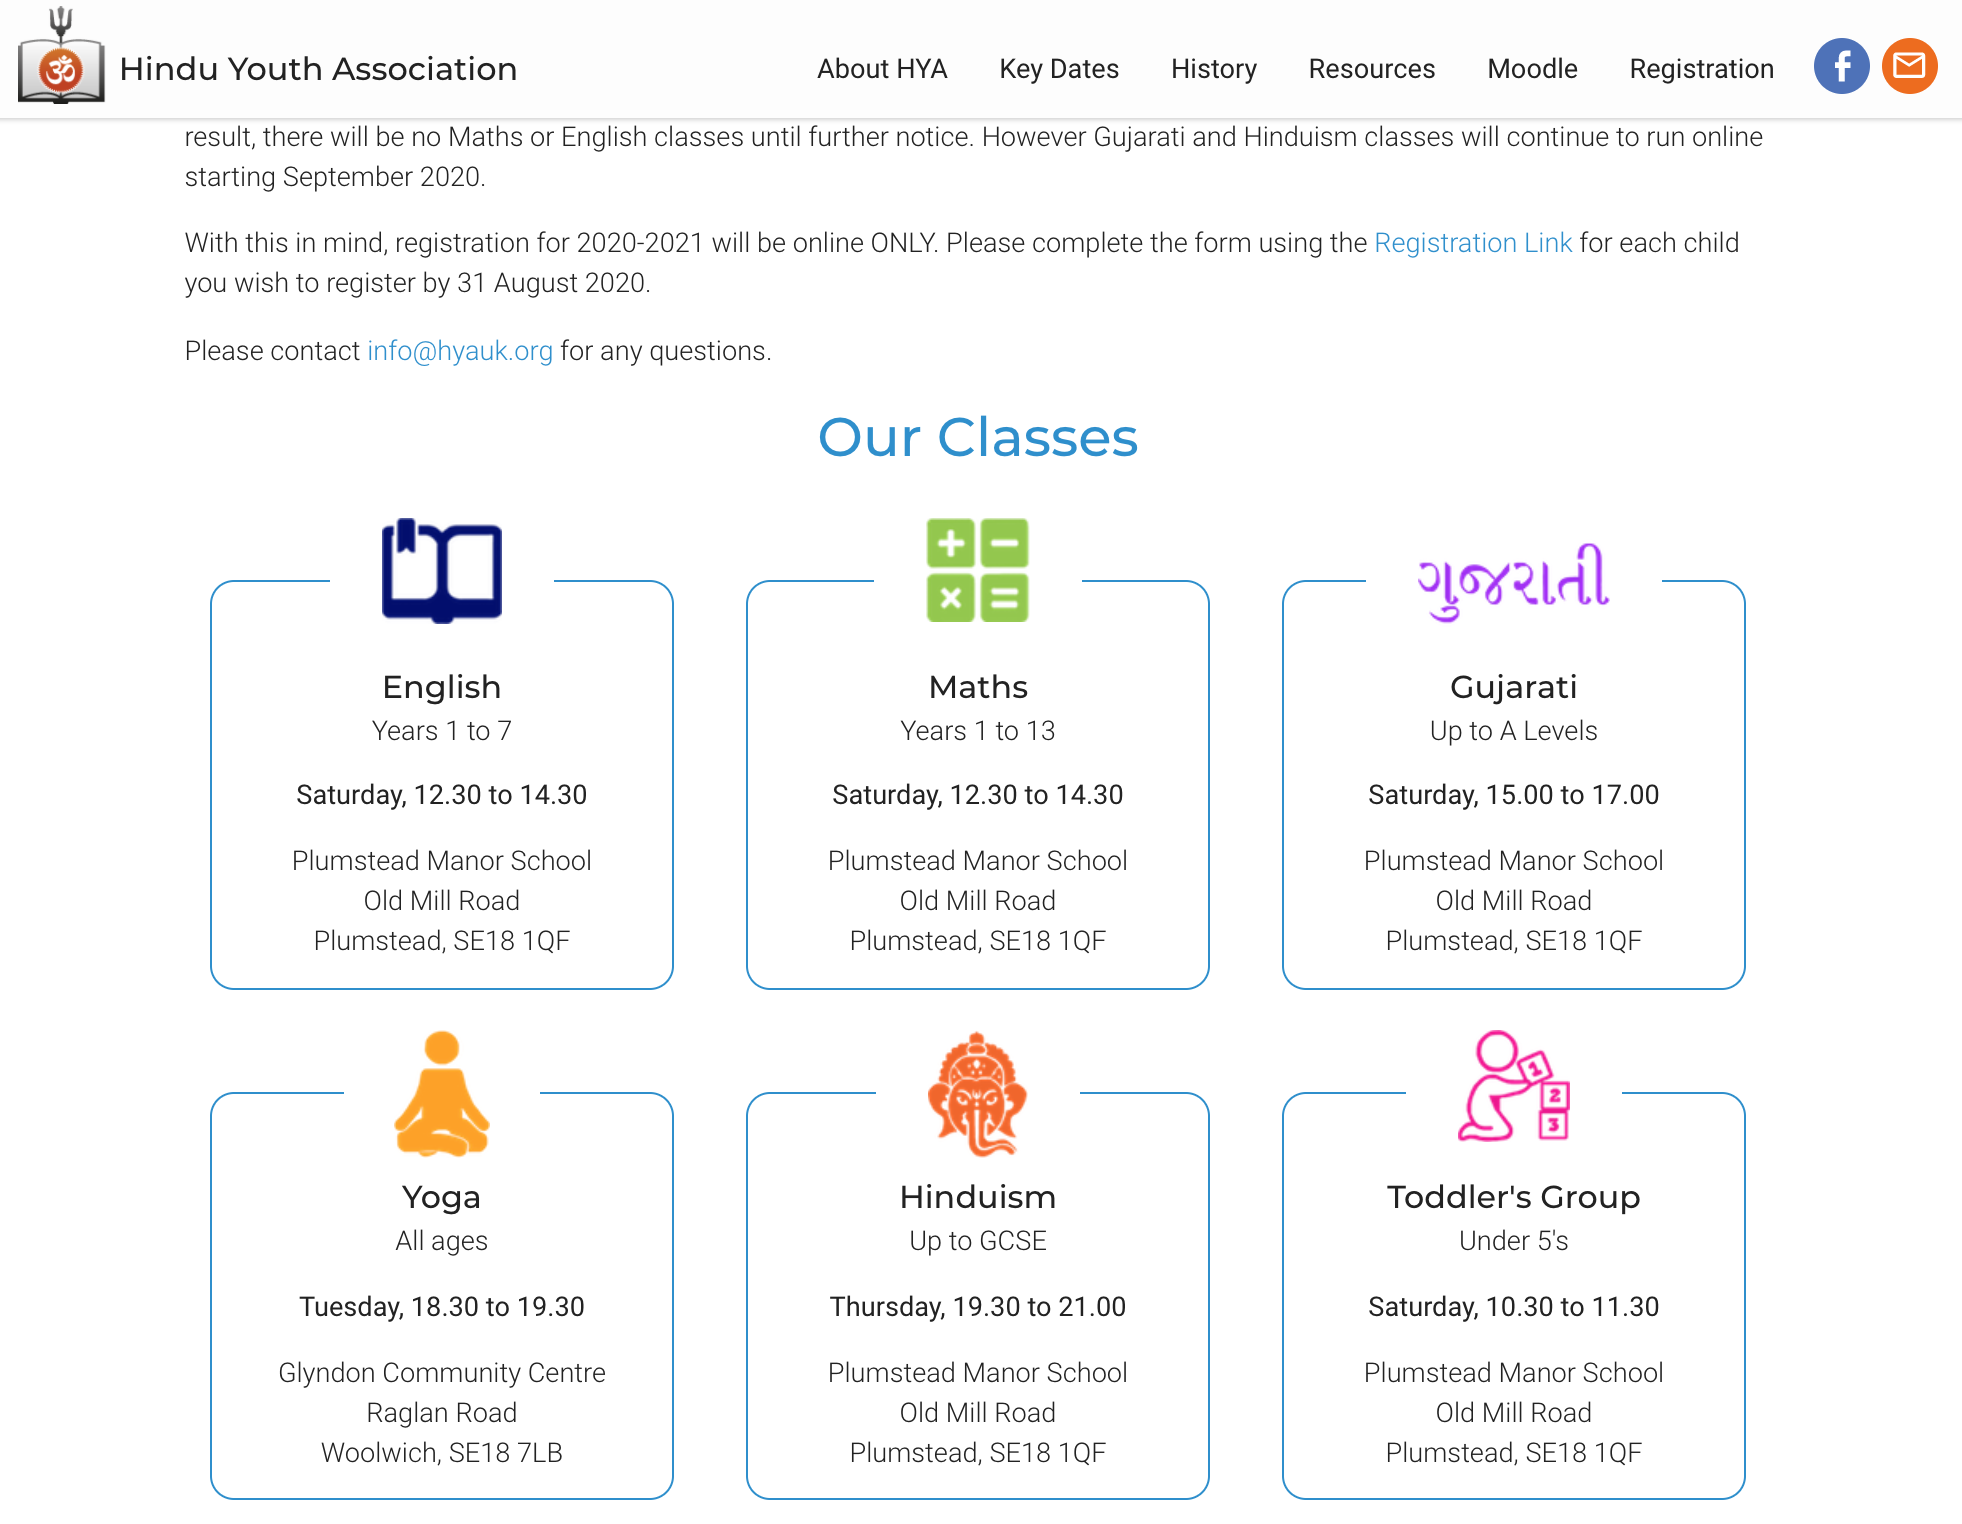 Hindu Youth Association
About HYA
Key Dates
History
Resources
Moodle
Registration
result, there will be no Maths or English classes until further notice. However Gujarati and Hinduism classes will continue to run online
starting September 2020.
With this in mind, registration for 2020-2021 will be online ONLY. Please complete the form using the Registration Link for each child
you wish to register by 31 August 2020.
Please contact info@hyauk.org for any questions.
Our Classes
English
Years 1 to 7
Saturday, 12.30 to 14.30
Plumstead Manor School
Old Mill Road
Plumstead, SE18 1QF
Maths
Years 1 to 13
Saturday, 12.30 to 14.30
Plumstead Manor School
Old Mill Road
Plumstead, SE18 1QF
ગુજરાતી
Gujarati
Up to A Levels
Saturday, 15.00 to 17.00
Plumstead Manor School
Old Mill Road
Plumstead, SE18 1QF
Yoga
All ages
Tuesday, 18.30 to 19.30
Glyndon Community Centre
Raglan Road
Woolwich, SE18 7LB
Hinduism
Up to GCSE
Thursday, 19.30 to 21.00
Plumstead Manor School
Old Mill Road
Plumstead, SE18 1QF
1
2
3
Toddler's Group
Under 5's
Saturday, 10.30 to 11.30
Plumstead Manor School
Old Mill Road
Plumstead, SE18 1QF